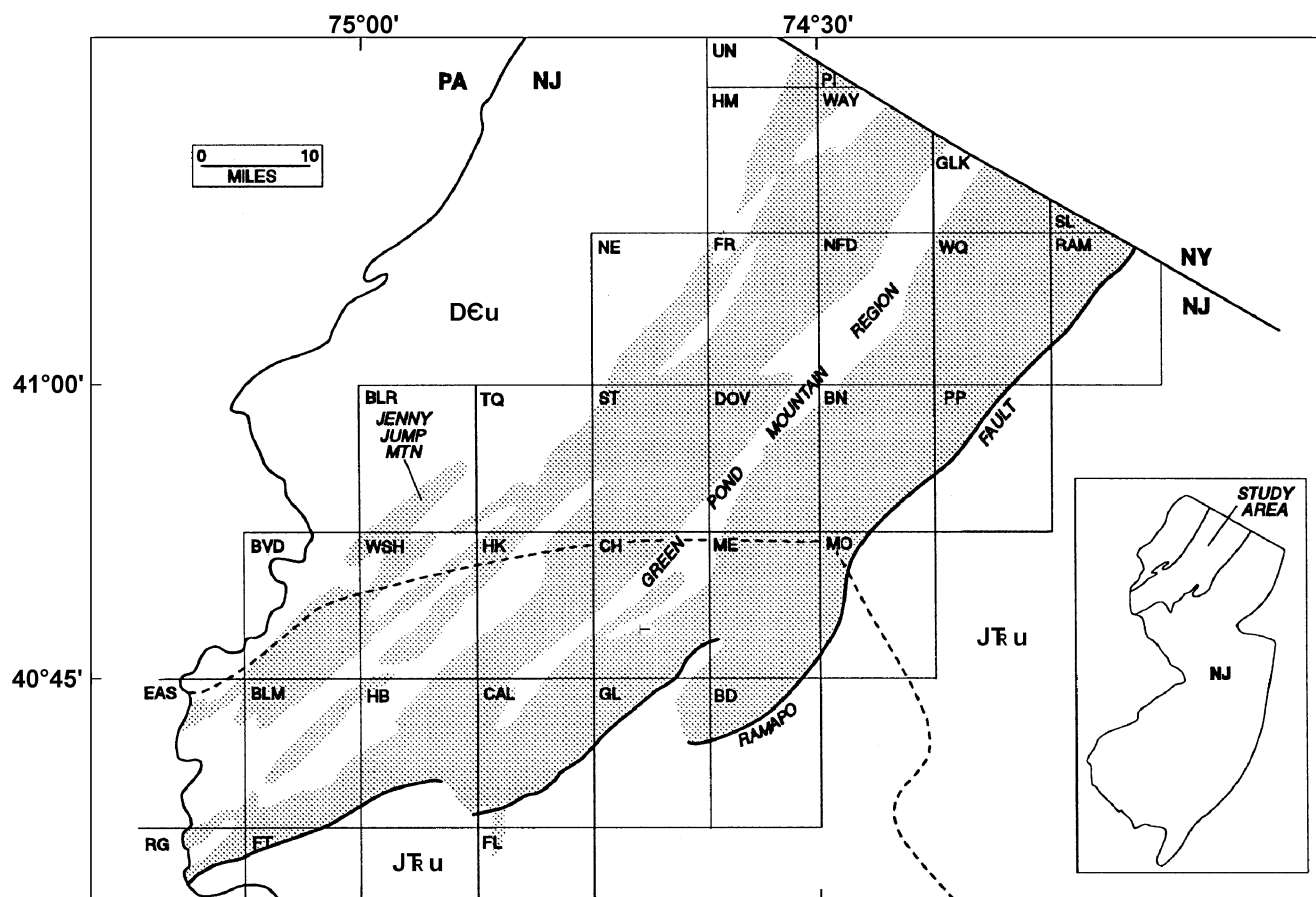 75°00'
74°30'
UN
PA
NJ
PI
HM
WAY
0 10
MILES
GLK
SL
NE
FR
NFD
WQ
RAM
NY
NJ
DЄu
REGION
41°00'
BLR
TQ
ST
DOV
MOUNTAIN
BN
PP
JENNY
JUMP
MTN
FAULT
POND
STUDY
AREA
BVD
WSH
HK
CH
GREEN
ME
MO
JTRu
40°45'
EAS
BLM
HB
CAL
GL
BD
NJ
RAMAPO
RG
FT
FL
JTRu